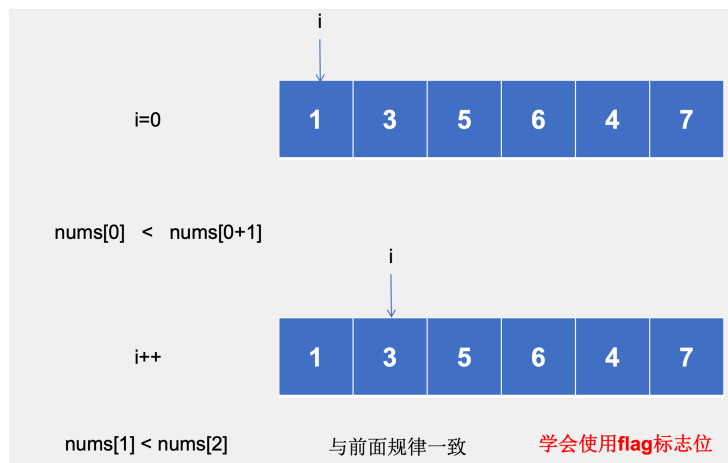 i
i=0
1 3 5 6 4 7
nums[0] < nums[0+1]
i
i++
1 3 5 6 4 7
nums[1] < nums[2] 与前面规律一致 学会使用flag标志位